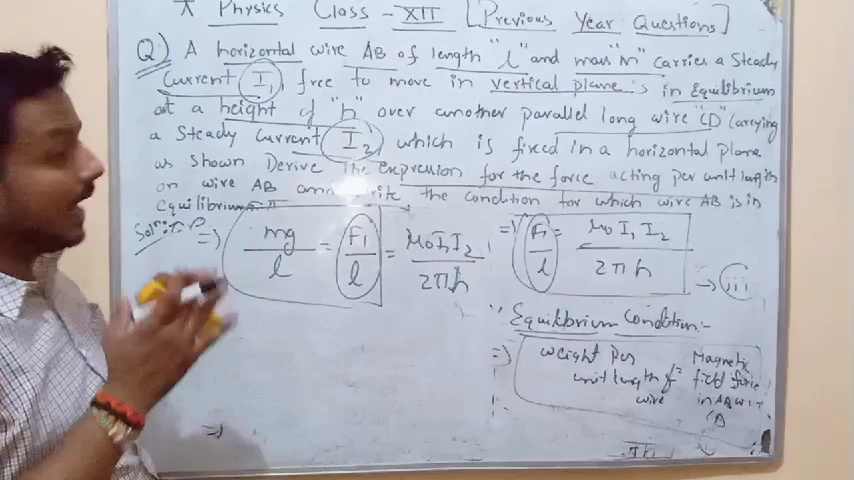 Physics Class - XII [Previous Year Questions]
Q) A horizontal wire AB of length "l" and mass "m" carries a steady
current I₁, free to move in vertical plane is in Equilibrium
at a height of "h" over another parallel long wire "CD" carrying
a steady current I₂, which is fixed in a horizontal plane
as shown Derive the expression for the force acting per unit length
on wire AB and write the condition for which wire AB is in
equilibrium
Soln:-
=> mg/l = F₁/l = μ₀I₁I₂/2πh
=> F₁/l = μ₀ I₁ I₂/2πh → (iii)
Equilibrium Condition:-
=> weight per unit length of wire = Magnetic field force in AB w.r.t CD
=>